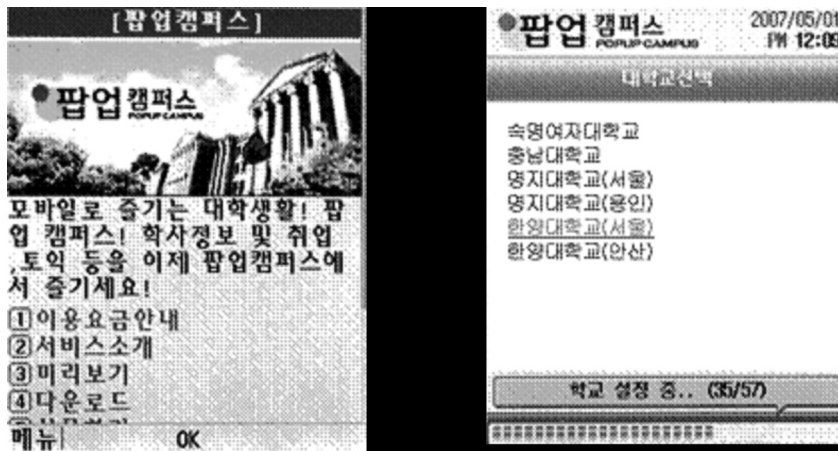 [팝업캠퍼스]
팝업 캠퍼스
POPUP CAMPUS
모바일로 즐기는 대학생활! 팝
업 캠퍼스! 학사정보 및 취업
,토익 등을 이제 팝업캠퍼스에
서 즐기세요!
1이용요금안내
2서비스소개
3미리보기
4다운로드
메뉴 OK
팝업 캠퍼스
POPUP CAMPUS
2007/05/01
PM 12:09
대학교선택
숙명여자대학교
충남대학교
명지대학교(서울)
명지대학교(용인)
한양대학교(서울)
한양대학교(안산)
학교 설정 중.. (35/57)